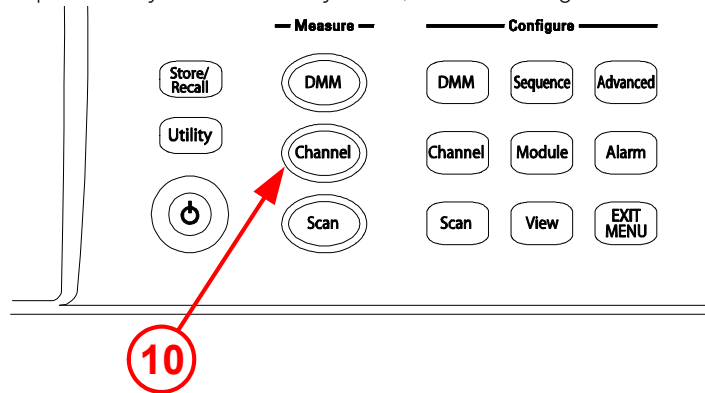 Measure
Configure
Store/
Recall
DMM
DMM
Sequence
Advanced
Utility
Channel
Channel
Module
Alarm
Scan
Scan
View
EXIT
MENU
10